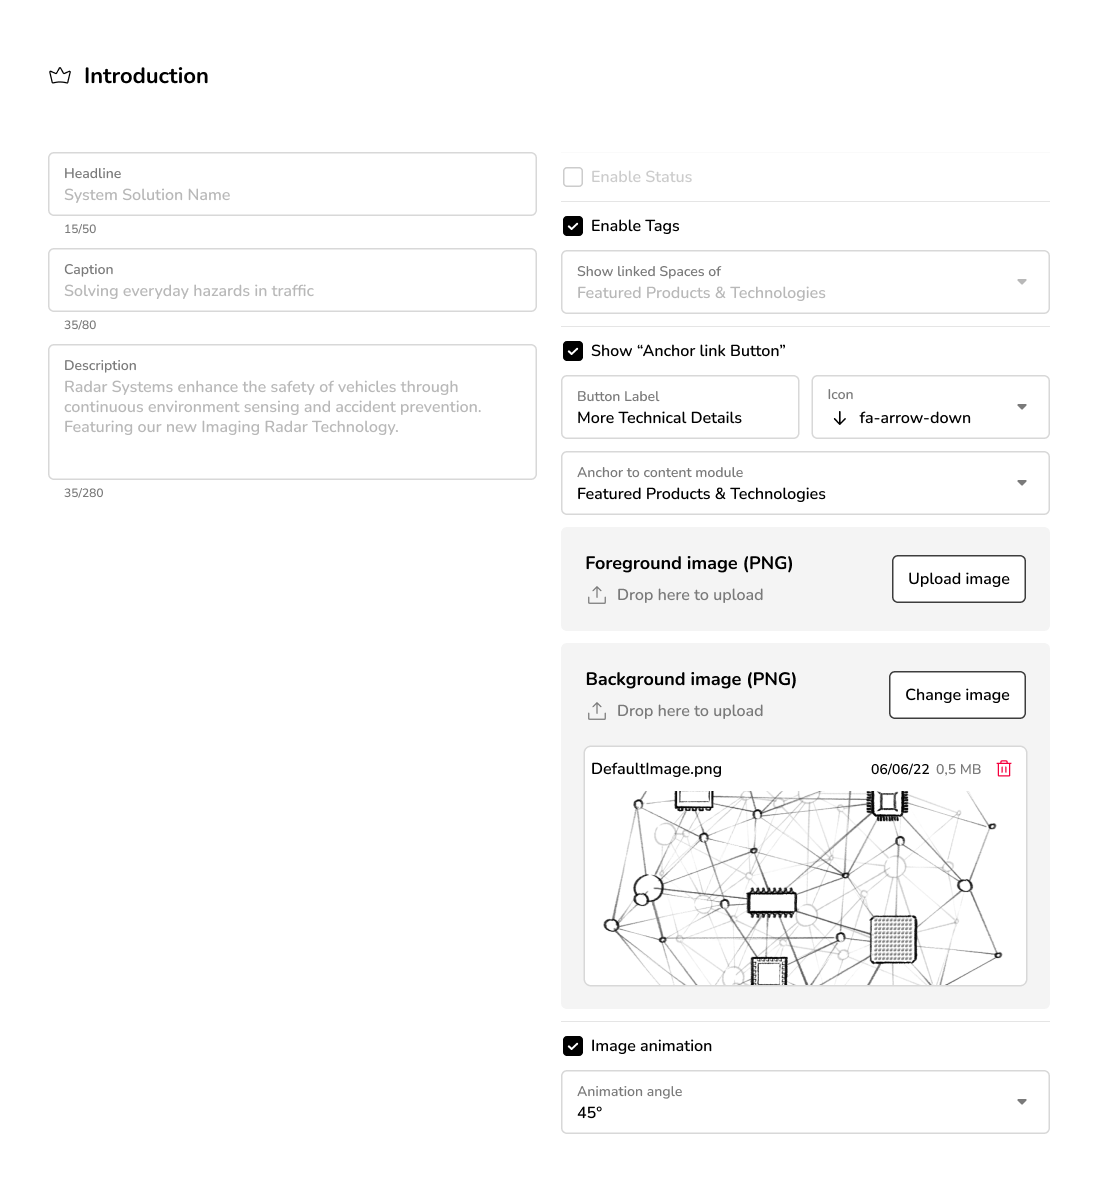 Introduction
Headline
System Solution Name
15/50
Caption
Solving everyday hazards in traffic
35/80
Description
Radar Systems enhance the safety of vehicles through
continuous environment sensing and accident prevention.
Featuring our new Imaging Radar Technology.
35/280
Enable Status
Enable Tags
Show linked Spaces of
Featured Products & Technologies
Show “Anchor link Button”
Button Label
More Technical Details
Icon
fa-arrow-down
Anchor to content module
Featured Products & Technologies
Foreground image (PNG)
Drop here to upload
Upload image
Background image (PNG)
Drop here to upload
Change image
DefaultImage.png 06/06/22 0,5 MB
Image animation
Animation angle
45°